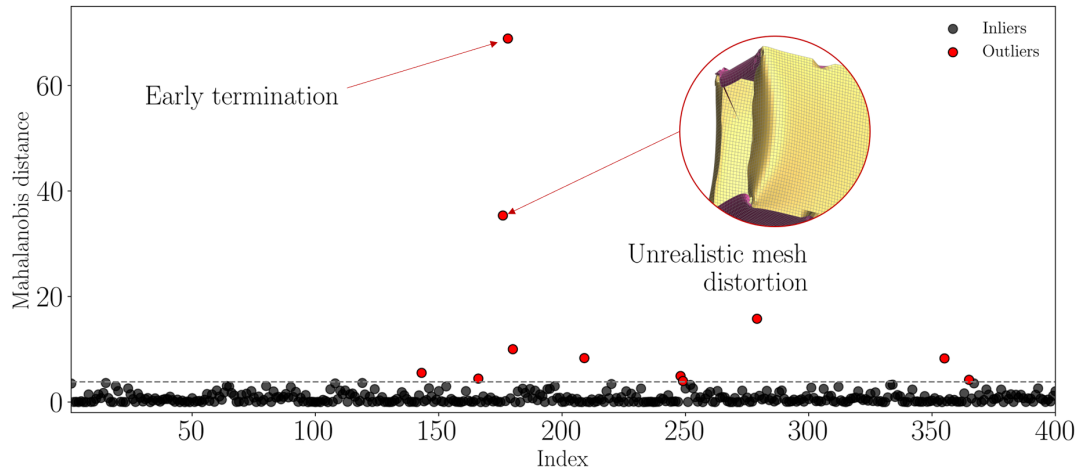 Inliers
Outliers
Early termination
Unrealistic mesh
distortion
Mahalanobis distance
60
40
20
0
50
100
150
200
250
300
350
400
Index